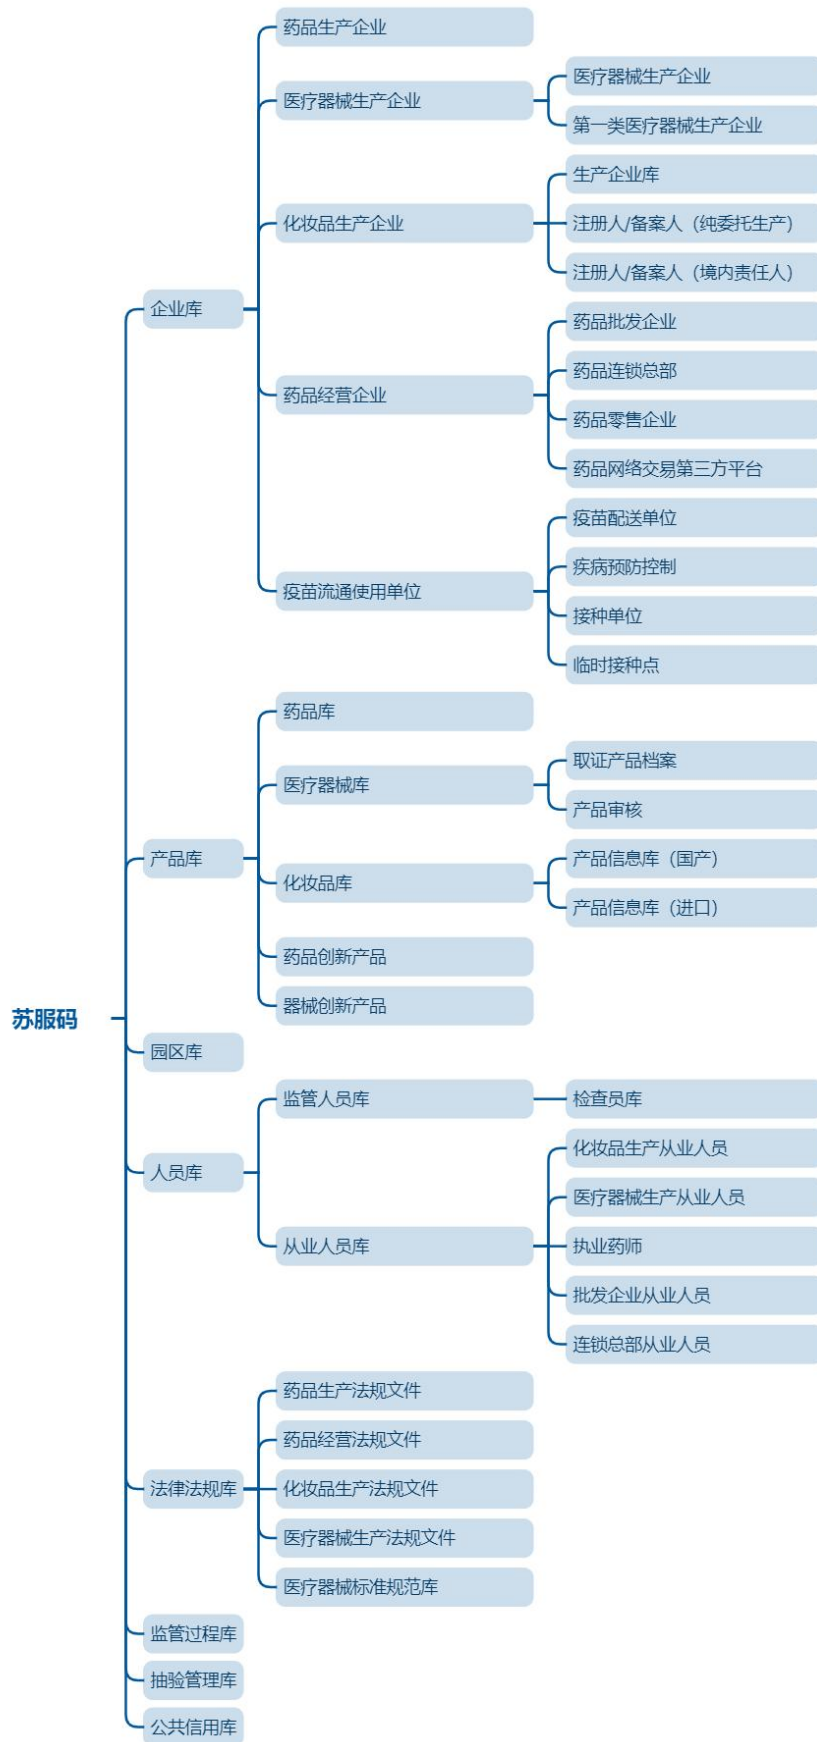 苏服码
企业库
药品生产企业
医疗器械生产企业
医疗器械生产企业
第一类医疗器械生产企业
化妆品生产企业
生产企业库
注册人/备案人（纯委托生产）
注册人/备案人（境内责任人）
药品经营企业
药品批发企业
药品连锁总部
药品零售企业
药品网络交易第三方平台
疫苗流通使用单位
疫苗配送单位
疾病预防控制
接种单位
临时接种点
产品库
药品库
医疗器械库
取证产品档案
产品审核
化妆品库
产品信息库（国产）
产品信息库（进口）
药品创新产品
器械创新产品
园区库
人员库
监管人员库
检查员库
从业人员库
化妆品生产从业人员
医疗器械生产从业人员
执业药师
批发企业从业人员
连锁总部从业人员
法律法规库
药品生产法规文件
药品经营法规文件
化妆品生产法规文件
医疗器械生产法规文件
医疗器械标准规范库
监管过程库
抽验管理库
公共信用库